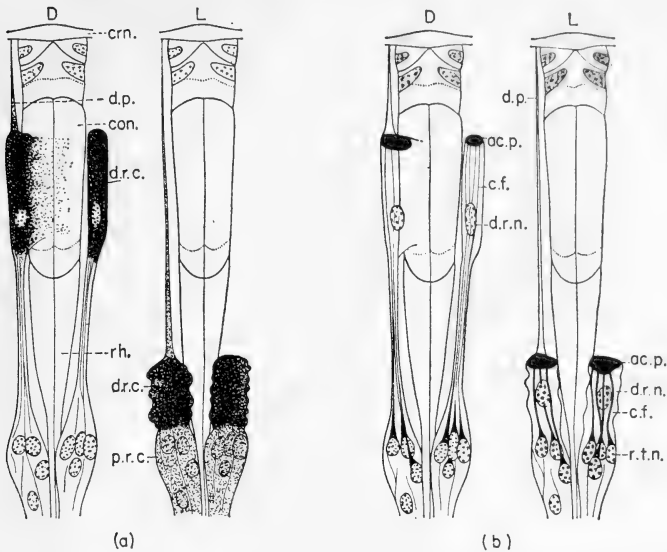 D L
crn.
d.p.
con.
d.r.c.
rh.
d.r.c.
p.r.c.
(a)
D L
d.p.
ac.p.
c.f.
d.r.n.
ac.p.
d.r.n.
c.f.
r.t.n.
(b)